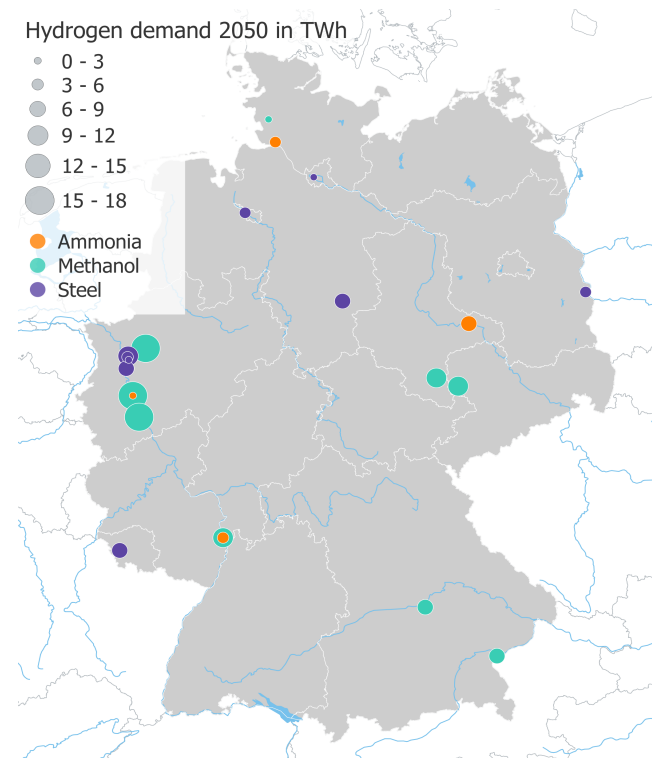 Hydrogen demand 2050 in TWh
0 - 3
3 - 6
6 - 9
9 - 12
12 - 15
15 - 18
Ammonia
Methanol
Steel